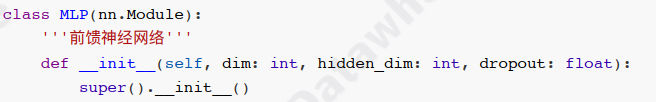 class MLP(nn.Module):
    '''前馈神经网络'''
    def __init__(self, dim: int, hidden_dim: int, dropout: float):
        super().__init__()
Datawha